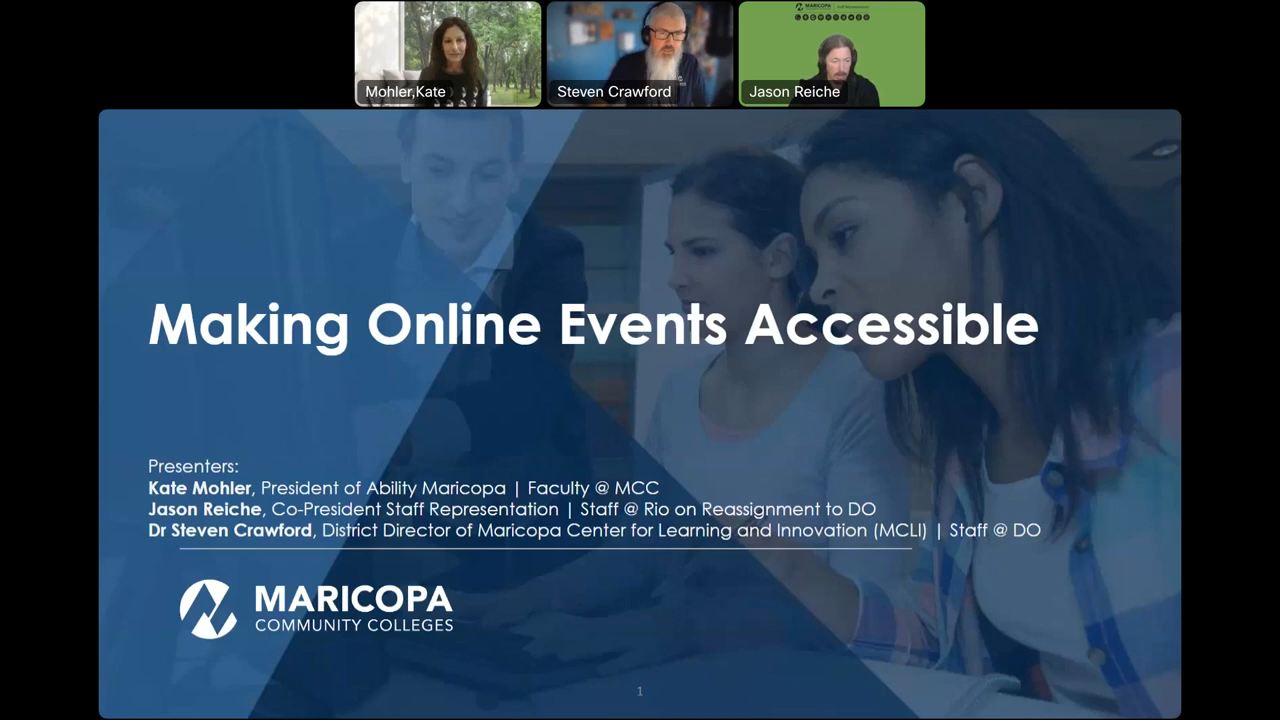 MARICOPA
Mohler,Kate
Steven Crawford
Jason Reiche
Making Online Events Accessible
Presenters:
Kate Mohler, President of Ability Maricopa | Faculty @ MCC
Jason Reiche, Co-President Staff Representation | Staff @ Rio on Reassignment to DO
Dr Steven Crawford, District Director of Maricopa Center for Learning and Innovation (MCLI) | Staff @ DO
MARICOPA
COMMUNITY COLLEGES
1